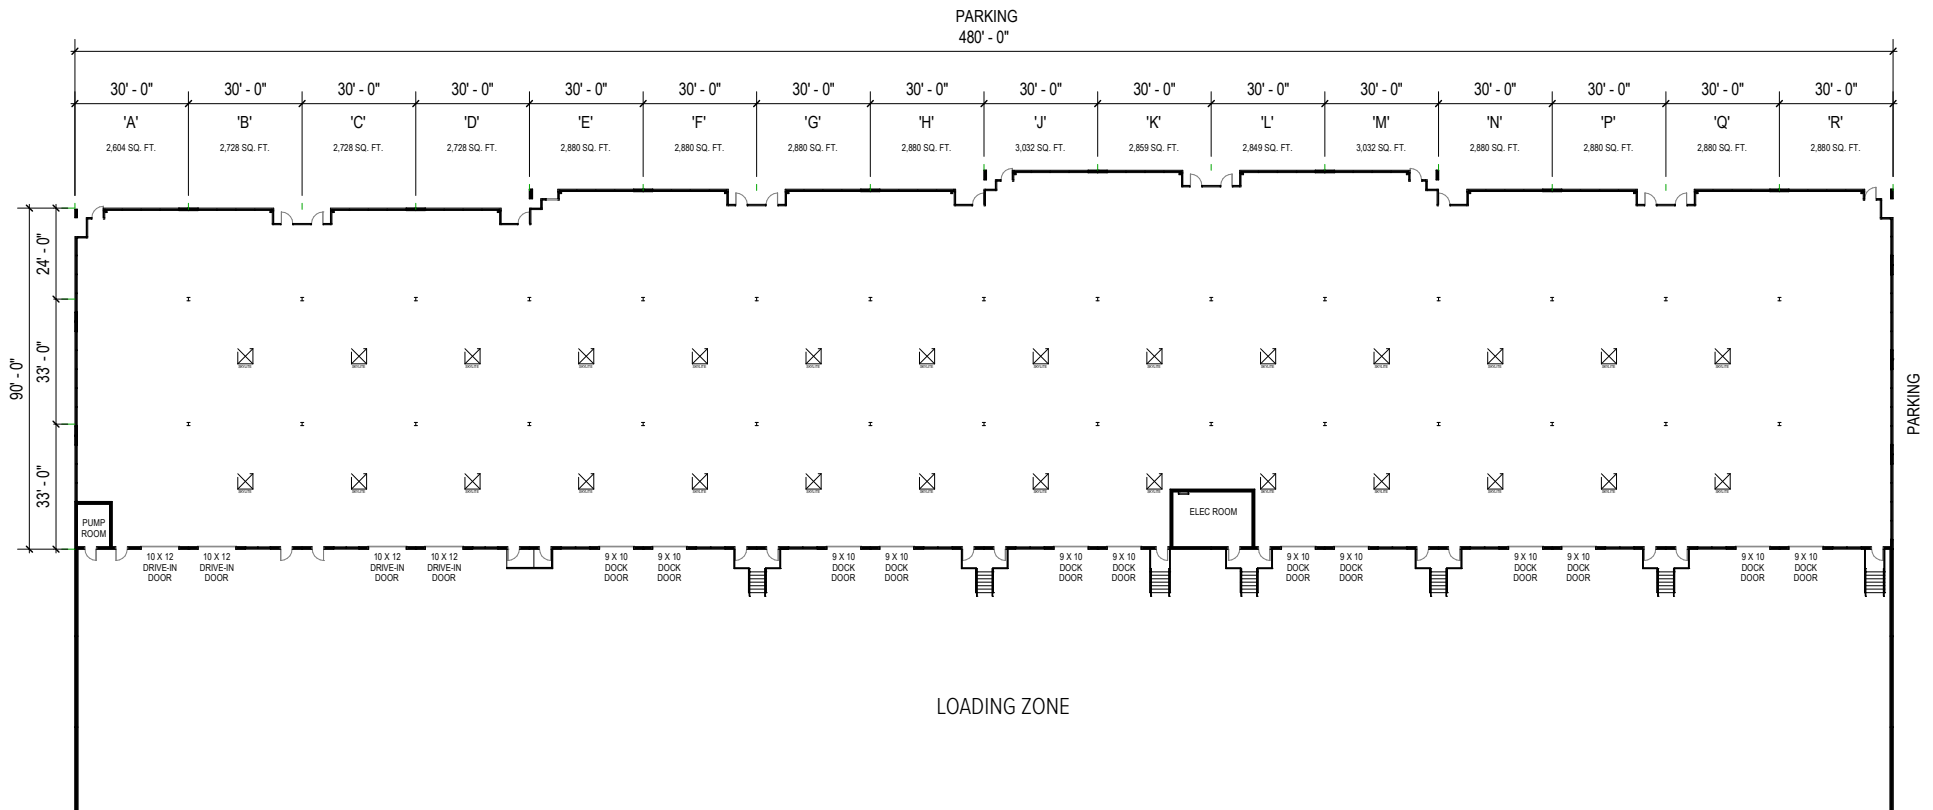 PARKING
480' - 0"
30' - 0" 30' - 0" 30' - 0" 30' - 0" 30' - 0" 30' - 0" 30' - 0" 30' - 0" 30' - 0" 30' - 0" 30' - 0" 30' - 0" 30' - 0" 30' - 0" 30' - 0" 30' - 0"
'A' 'B' 'C' 'D' 'E' 'F' 'G' 'H' 'J' 'K' 'L' 'M' 'N' 'P' 'Q' 'R'
2,604 SQ. FT. 2,728 SQ. FT. 2,728 SQ. FT. 2,728 SQ. FT. 2,880 SQ. FT. 2,880 SQ. FT. 2,880 SQ. FT. 2,880 SQ. FT. 3,032 SQ. FT. 2,859 SQ. FT. 2,849 SQ. FT. 3,032 SQ. FT. 2,880 SQ. FT. 2,880 SQ. FT. 2,880 SQ. FT. 2,880 SQ. FT.
90' - 0"
24' - 0"
33' - 0"
33' - 0"
PARKING
PUMP
ROOM
ELEC ROOM
10 X 12
DRIVE-IN
DOOR
10 X 12
DRIVE-IN
DOOR
10 X 12
DRIVE-IN
DOOR
10 X 12
DRIVE-IN
DOOR
9 X 10
DOCK
DOOR
9 X 10
DOCK
DOOR
9 X 10
DOCK
DOOR
9 X 10
DOCK
DOOR
9 X 10
DOCK
DOOR
9 X 10
DOCK
DOOR
9 X 10
DOCK
DOOR
9 X 10
DOCK
DOOR
9 X 10
DOCK
DOOR
9 X 10
DOCK
DOOR
9 X 10
DOCK
DOOR
9 X 10
DOCK
DOOR
LOADING ZONE